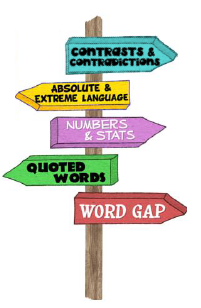 CONTRASTS &
CONTRADICTIONS
ABSOLUTE &
EXTREME LANGUAGE
NUMBERS
& STATS
QUOTED
WORDS
WORD GAP